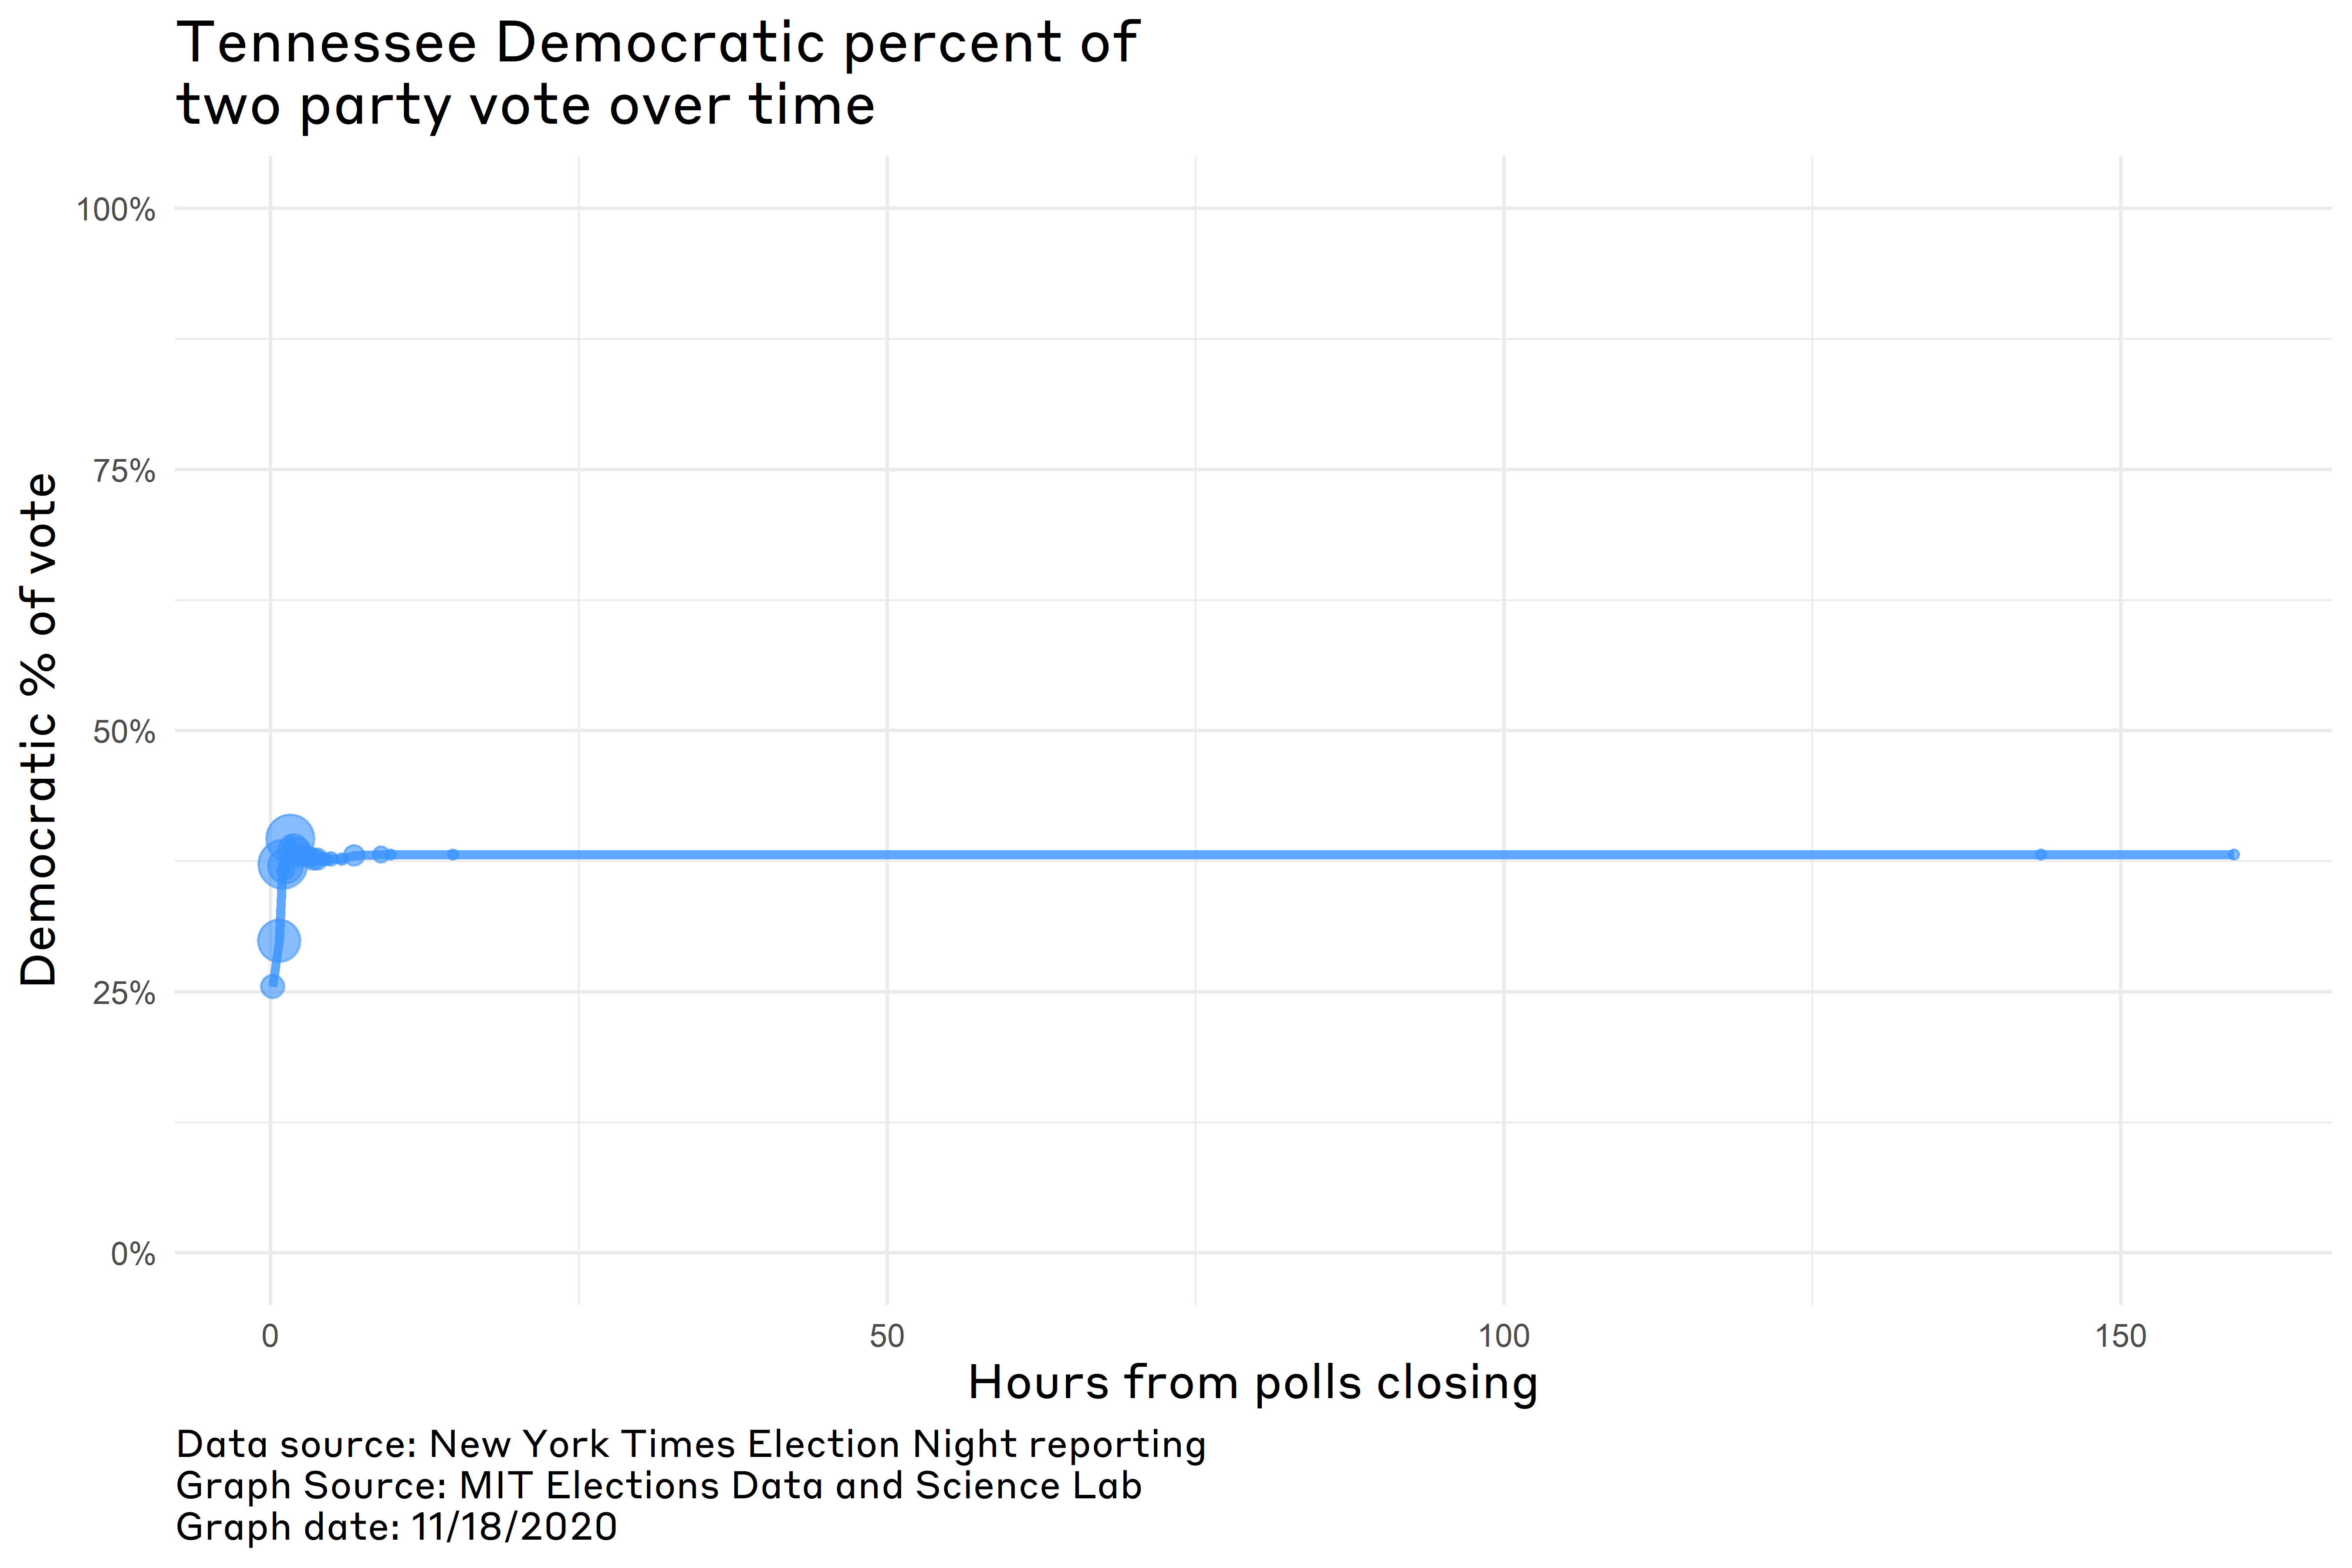 Tennessee Democratic percent of
two party vote over time
Democratic % of vote
100%
75%
50%
25%
0%
0
50
100
150
Hours from polls closing
Data source: New York Times Election Night reporting
Graph Source: MIT Elections Data and Science Lab
Graph date: 11/18/2020